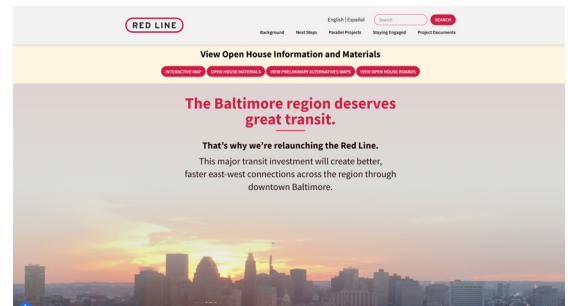 RED LINE
English | Español
Search
SEARCH
Background Next Steps Parallel Projects Staying Engaged Project Documents
View Open House Information and Materials
INTERACTIVE MAP OPEN HOUSE MATERIALS VIEW PRELIMINARY ALTERNATIVES MAPS VIEW OPEN HOUSE BOARDS
The Baltimore region deserves
great transit.
That's why we're relaunching the Red Line.
This major transit investment will create better,
faster east-west connections across the region through
downtown Baltimore.